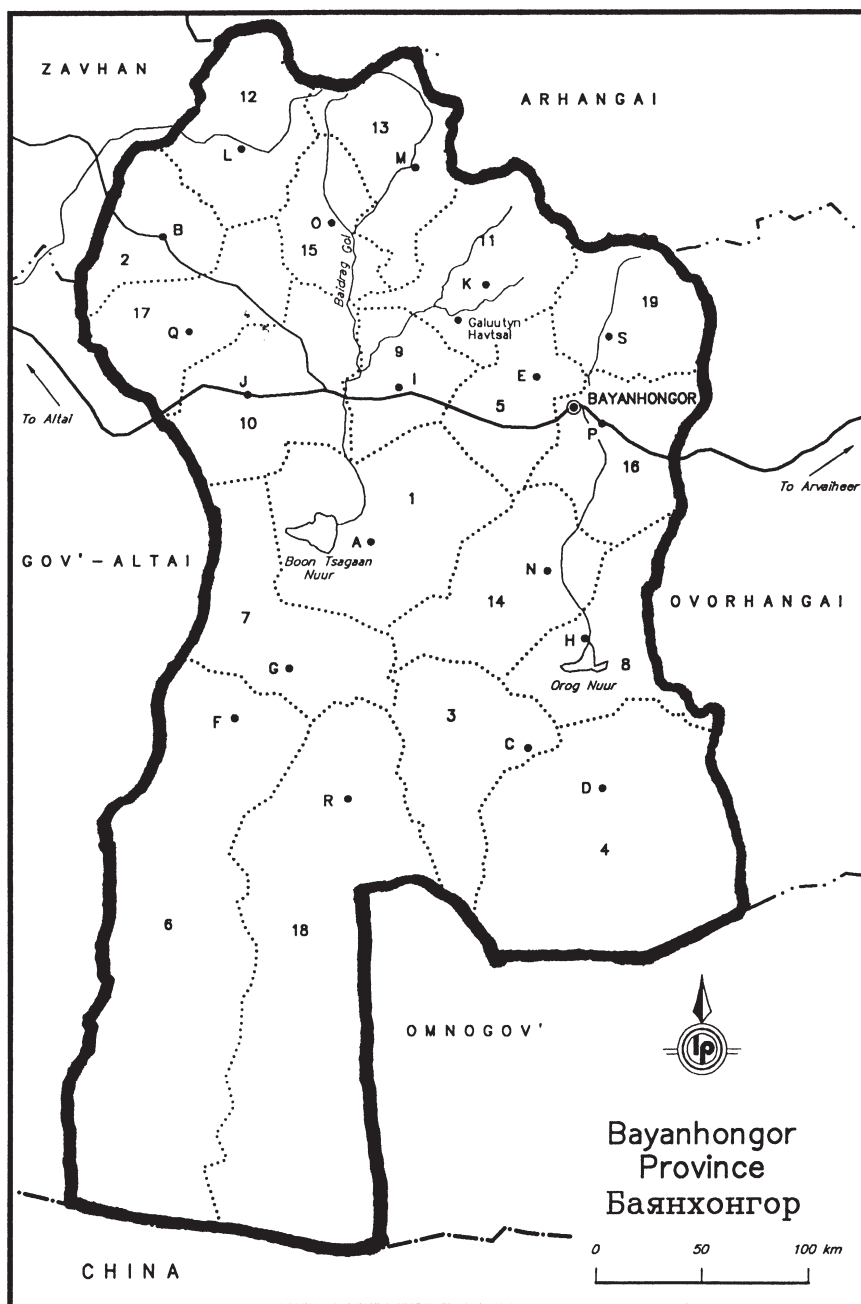 ZAVHAN
ARHANGAI
12
13
L
M
B
O
2
15
Baidrag Gol
11
K
17
Q
Galuutyn
Havtsal
19
S
9
I
E
J
5
BAYANHONGOR
To Altai
10
P
16
To Arvaiheer
1
A
Boon Tsagaan
Nuur
GOV'-ALTAI
N
14
OVORHANGAI
7
G
H
8
Orog Nuur
F
3
C
R
D
4
6
18
OMNOGOV'
lp
Bayanhongor
Province
Баянхонгор
0 50 100 km
CHINA